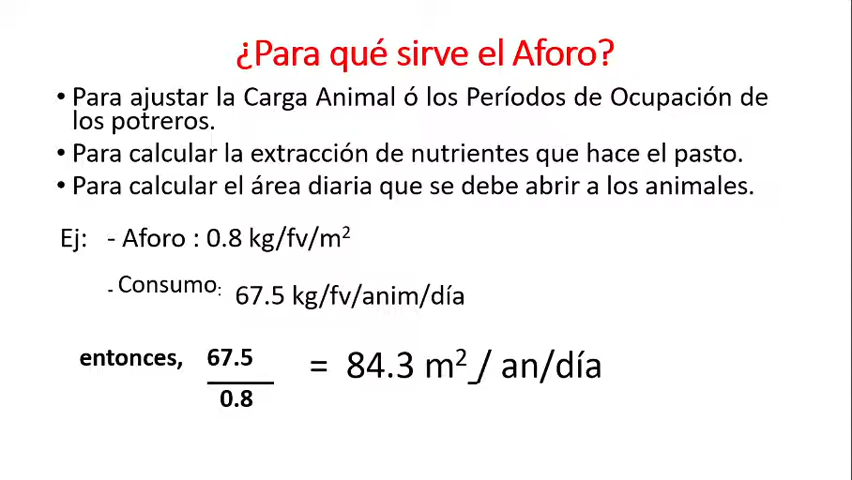 ¿Para qué sirve el Aforo?
• Para ajustar la Carga Animal ó los Períodos de Ocupación de
los potreros.
• Para calcular la extracción de nutrientes que hace el pasto.
• Para calcular el área diaria que se debe abrir a los animales.
Ej: - Aforo : 0.8 kg/fv/m²
- Consumo: 67.5 kg/fv/anim/día
entonces, 67.5 = 84.3 m² / an/día
0.8